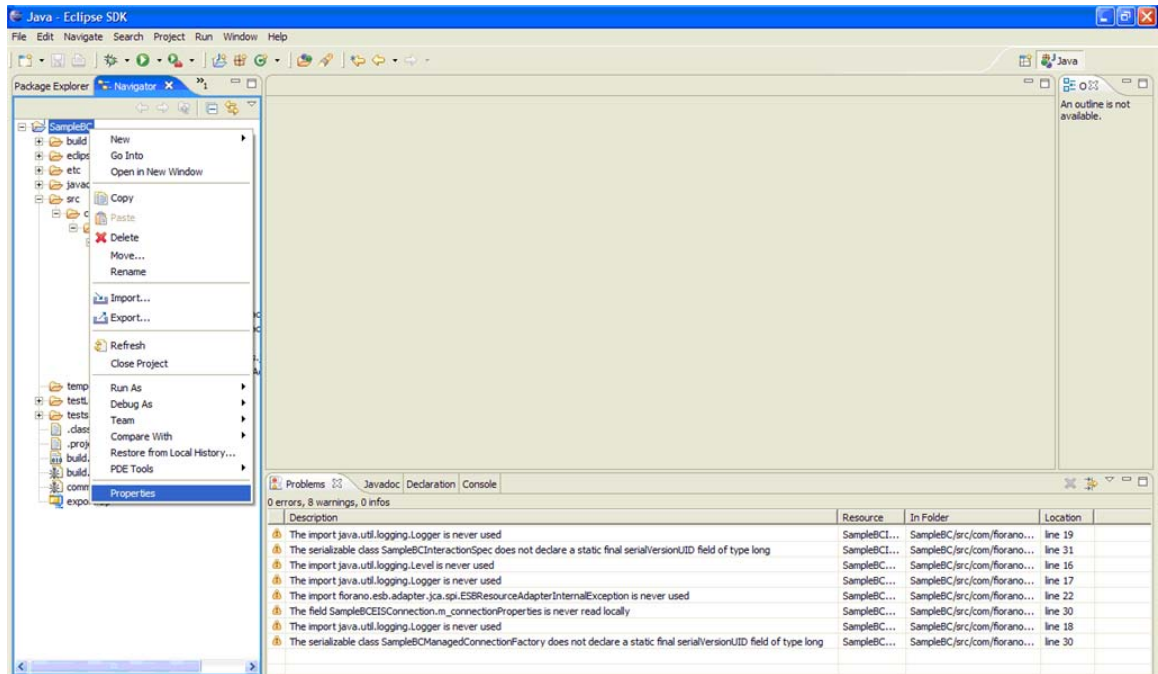 Java - Eclipse SDK
File Edit Navigate Search Project Run Window Help
Java
Package Explorer Navigator
An outline is not
available.
SampleBC
build
New
Go Into
etc
Open in New Window
src
Copy
Paste
Delete
Move...
Rename
Import...
Export...
Refresh
Close Project
temp
Run As
Debug As
tests
Team
Compare With
Restore from Local History...
build.
PDE Tools
build.
Properties
Problems Javadoc Declaration Console
0 errors, 8 warnings, 0 infos
Description Resource In Folder Location
The import java.util.logging.Logger is never used SampleBCI... SampleBC/src/com/fiorano... line 19
The serializable class SampleBCInteractionSpec does not declare a static final serialVersionUID field of type long SampleBCI... SampleBC/src/com/fiorano... line 31
The import java.util.logging.Level is never used SampleBC... SampleBC/src/com/fiorano... line 16
The import java.util.logging.Logger is never used SampleBC... SampleBC/src/com/fiorano... line 17
The import fiorano.esb.adapter.jca.spi.ESBResourceAdapterInternalException is never used SampleBC... SampleBC/src/com/fiorano... line 22
The field SampleBCEISConnection.m_connectionProperties is never read locally SampleBC... SampleBC/src/com/fiorano... line 30
The import java.util.logging.Logger is never used SampleBC... SampleBC/src/com/fiorano... line 18
The serializable class SampleBCManagedConnectionFactory does not declare a static final serialVersionUID field of type long SampleBC... SampleBC/src/com/fiorano... line 30